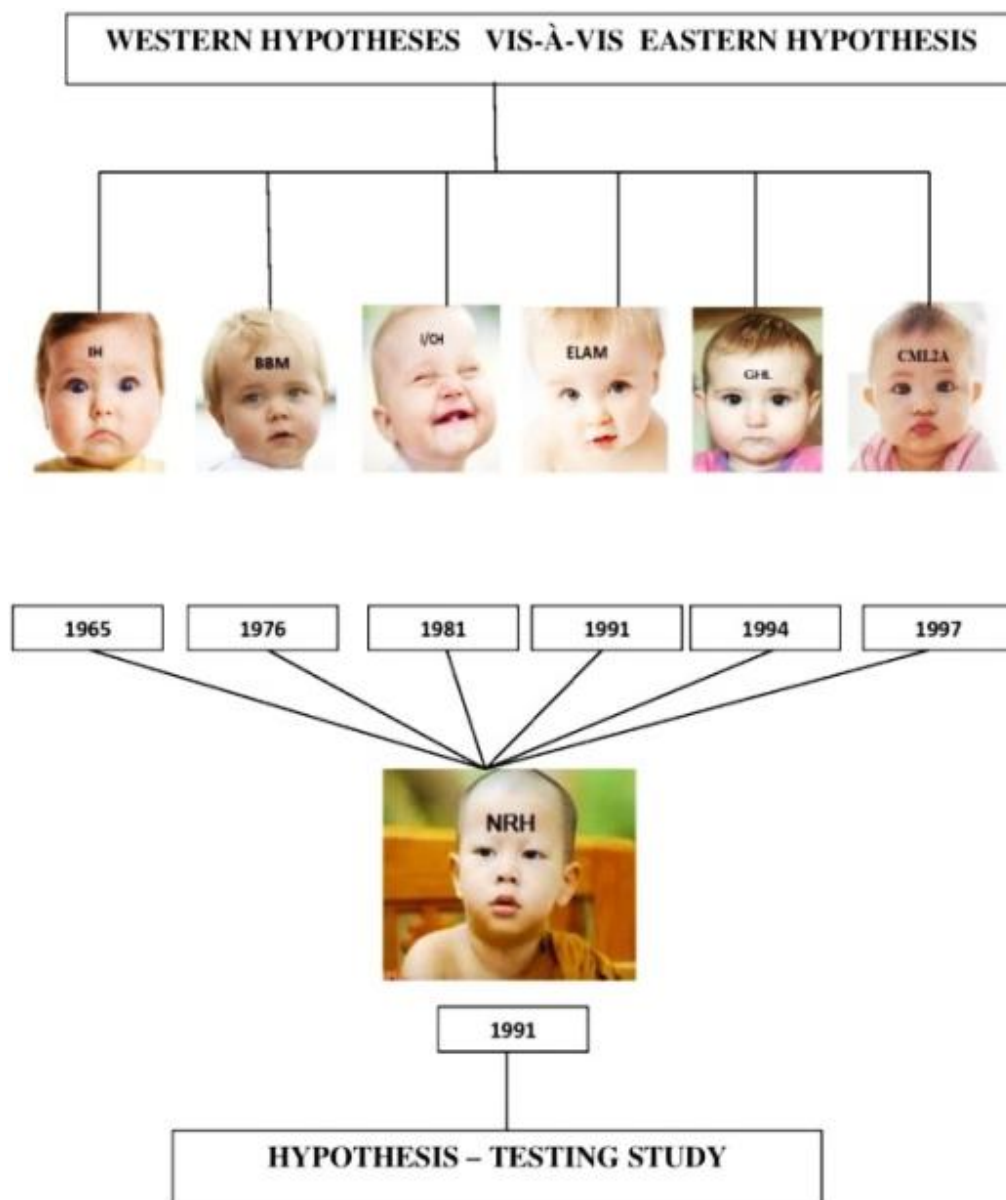 WESTERN HYPOTHESES VIS-À-VIS EASTERN HYPOTHESIS
IH
BBM
I/CH
ELAM
GHL
CML2A
1965
1976
1981
1991
1994
1997
NRH
1991
HYPOTHESIS – TESTING STUDY